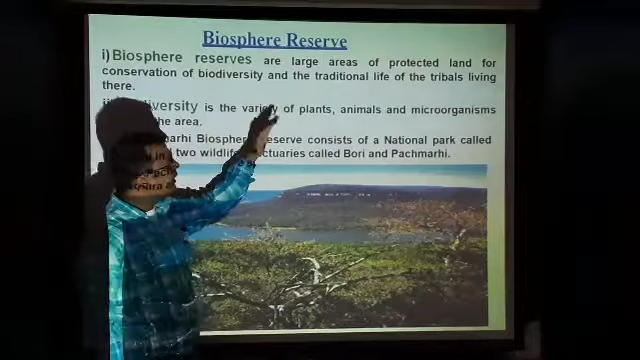 Biosphere Reserve
i) Biosphere reserves are large areas of protected land for
conservation of biodiversity and the traditional life of the tribals living
there.
diversity is the variety of plants, animals and microorganisms
the area.
marhi Biosphere reserve consists of a National park called
two wildlife sanctuaries called Bori and Pachmarhi.